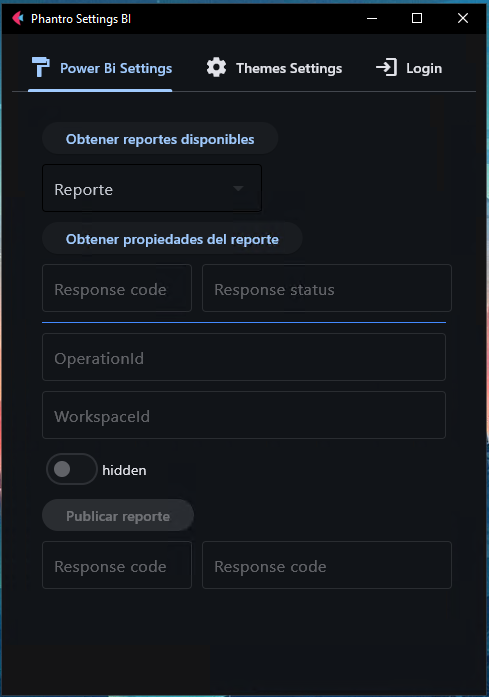 Phantro Settings BI
Power Bi Settings Themes Settings Login
Obtener reportes disponibles
Reporte
Obtener propiedades del reporte
Response code Response status
OperationId
WorkspaceId
hidden
Publicar reporte
Response code Response code